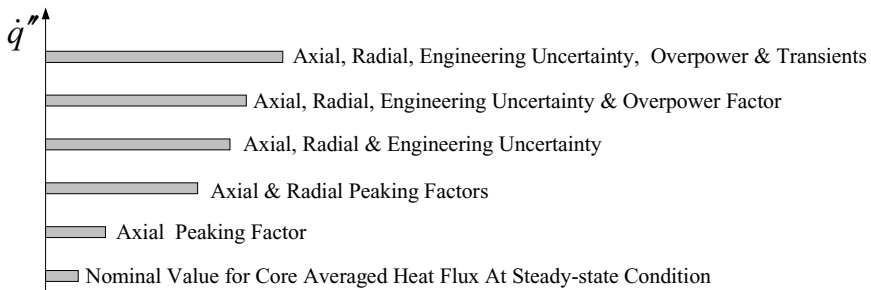 q̇″
Axial, Radial, Engineering Uncertainty, Overpower & Transients
Axial, Radial, Engineering Uncertainty & Overpower Factor
Axial, Radial & Engineering Uncertainty
Axial & Radial Peaking Factors
Axial Peaking Factor
Nominal Value for Core Averaged Heat Flux At Steady-state Condition